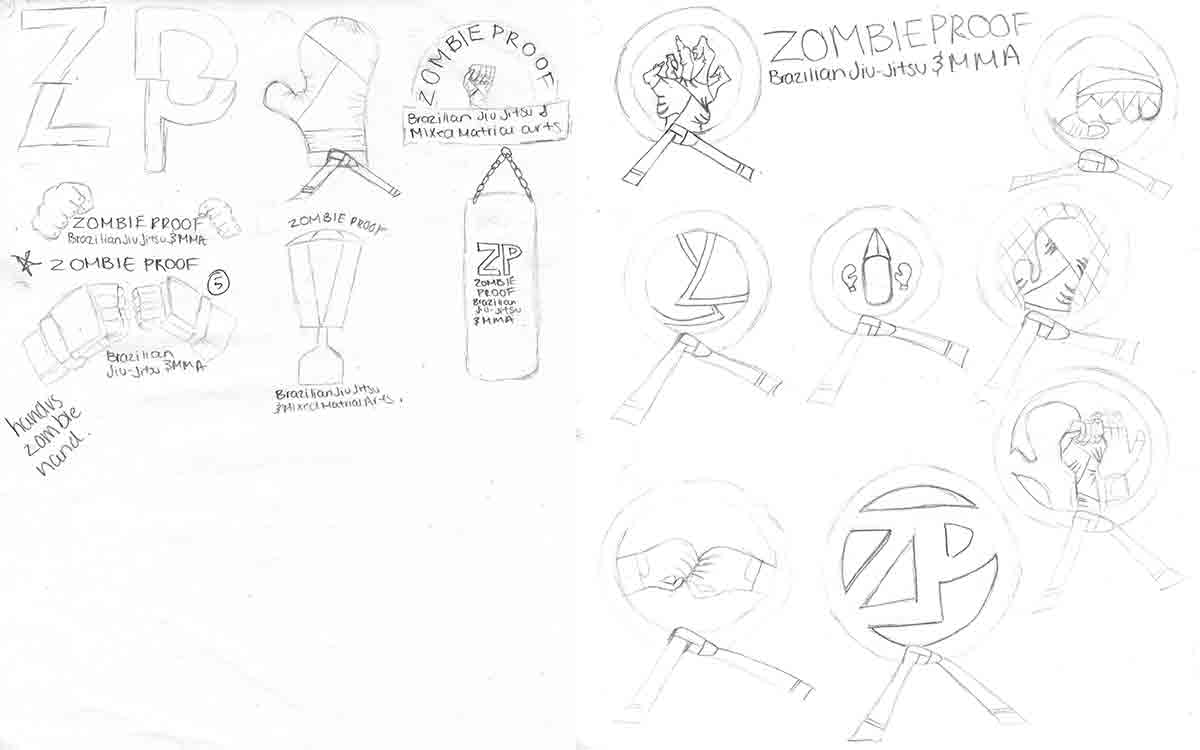 ZP
ZOMBIE PROOF
Brazilian Jiu Jitsu &
Mixed Matrial arts
ZOMBIE PROOF
Brazilian Jiu Jitsu & MMA
ZOMBIE PROOF
5
Brazilian
Jiu-Jitsu & MMA
hand vs
zombie
hand.
ZOMBIE PROOF
Brazilian Jiu Jitsu
& Mixed Matrial Arts.
ZP
ZOMBIE
PROOF
Brazilian
Jiu-Jitsu
& MMA
ZOMBIE PROOF
Brazilian Jiu-Jitsu & MMA
Z
ZP